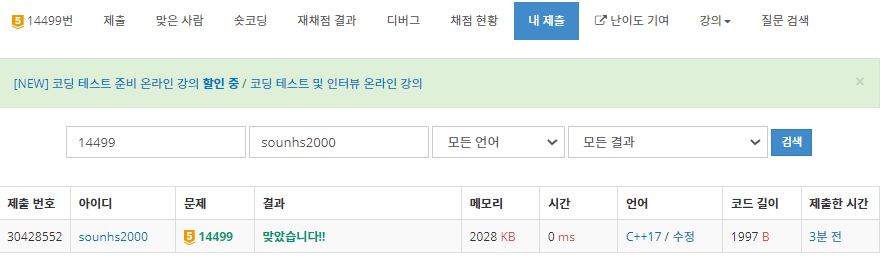 5 14499번 제출 맞은 사람 숏코딩 재채점 결과 디버그 채점 현황 내 제출 난이도 기여 강의 질문 검색
[NEW] 코딩 테스트 준비 온라인 강의 할인 중 / 코딩 테스트 및 인터뷰 온라인 강의 ×
14499 sounhs2000 모든 언어 모든 결과 검색
제출 번호 아이디 문제 결과 메모리 시간 언어 코드 길이 제출한 시간
30428552 sounhs2000 5 14499 맞았습니다!! 2028 KB 0 ms C++17 / 수정 1997 B 3분 전